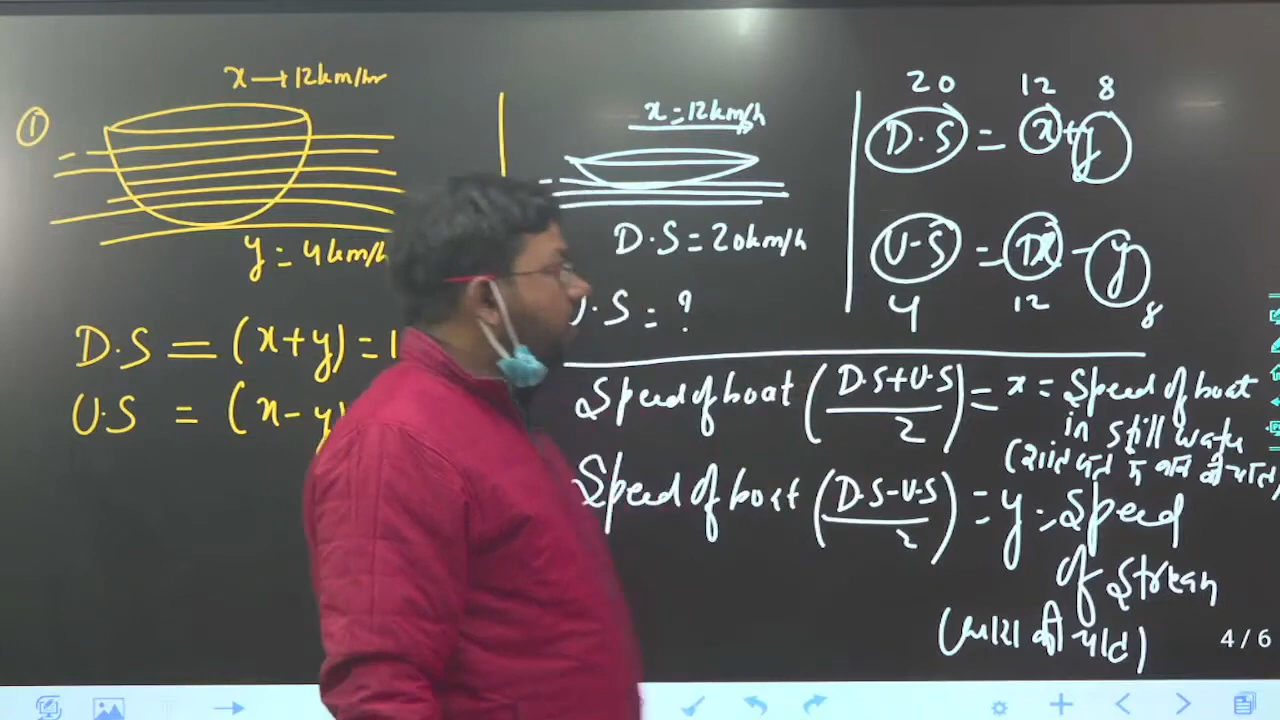 ①
x → 12km/hr
y = 4km/h
D.S = (x+y) = 1
U.S = (x-y)
x = 12km/h
D.S = 20km/h
.S = ?
20 12 8
D.S = x+y
U-S = x - y
4 12 8
Speed of boat (D.S+U.S/2) = x = Speed of boat
in still wate
(शांत में की
Speed of boat (D.S-U.S/2) = y = Speed
of Stream
(धारा की चाल)
4/6